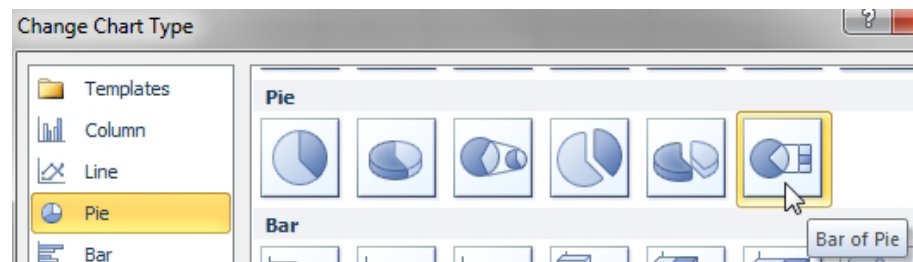 Change Chart Type
?
Templates
Column
Line
Pie
Bar
Pie
Bar
Bar of Pie